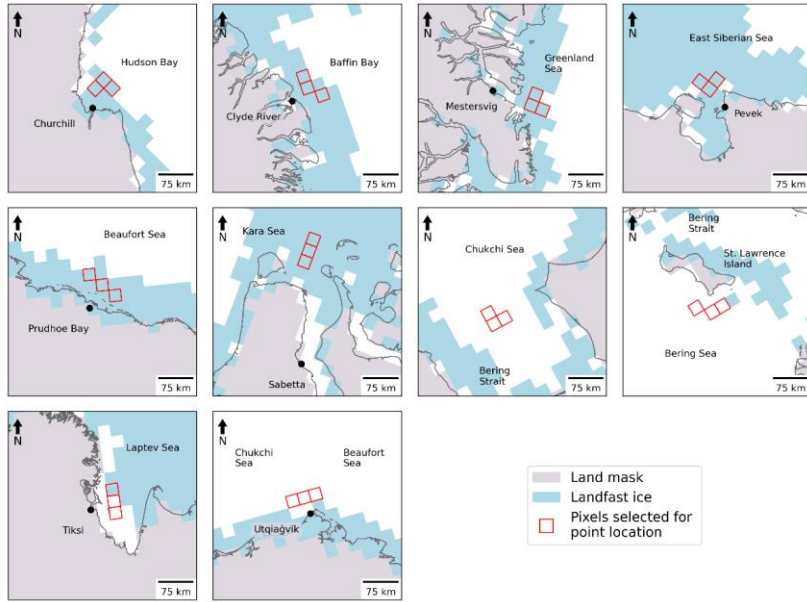 N
Hudson Bay
Churchill
75 km
N
Baffin Bay
Clyde River
75 km
N
Greenland
Sea
Mestersvig
75 km
N
East Siberian Sea
Pevek
75 km
N
Beaufort Sea
Prudhoe Bay
75 km
N
Kara Sea
Sabetta
75 km
N
Chukchi Sea
Bering
Strait
75 km
N
Bering
Strait
St. Lawrence
Island
Bering Sea
75 km
N
Laptev Sea
Tiksi
75 km
N
Chukchi
Sea
Beaufort
Sea
Utqiaġvik
75 km
Land mask
Landfast ice
Pixels selected for
point location